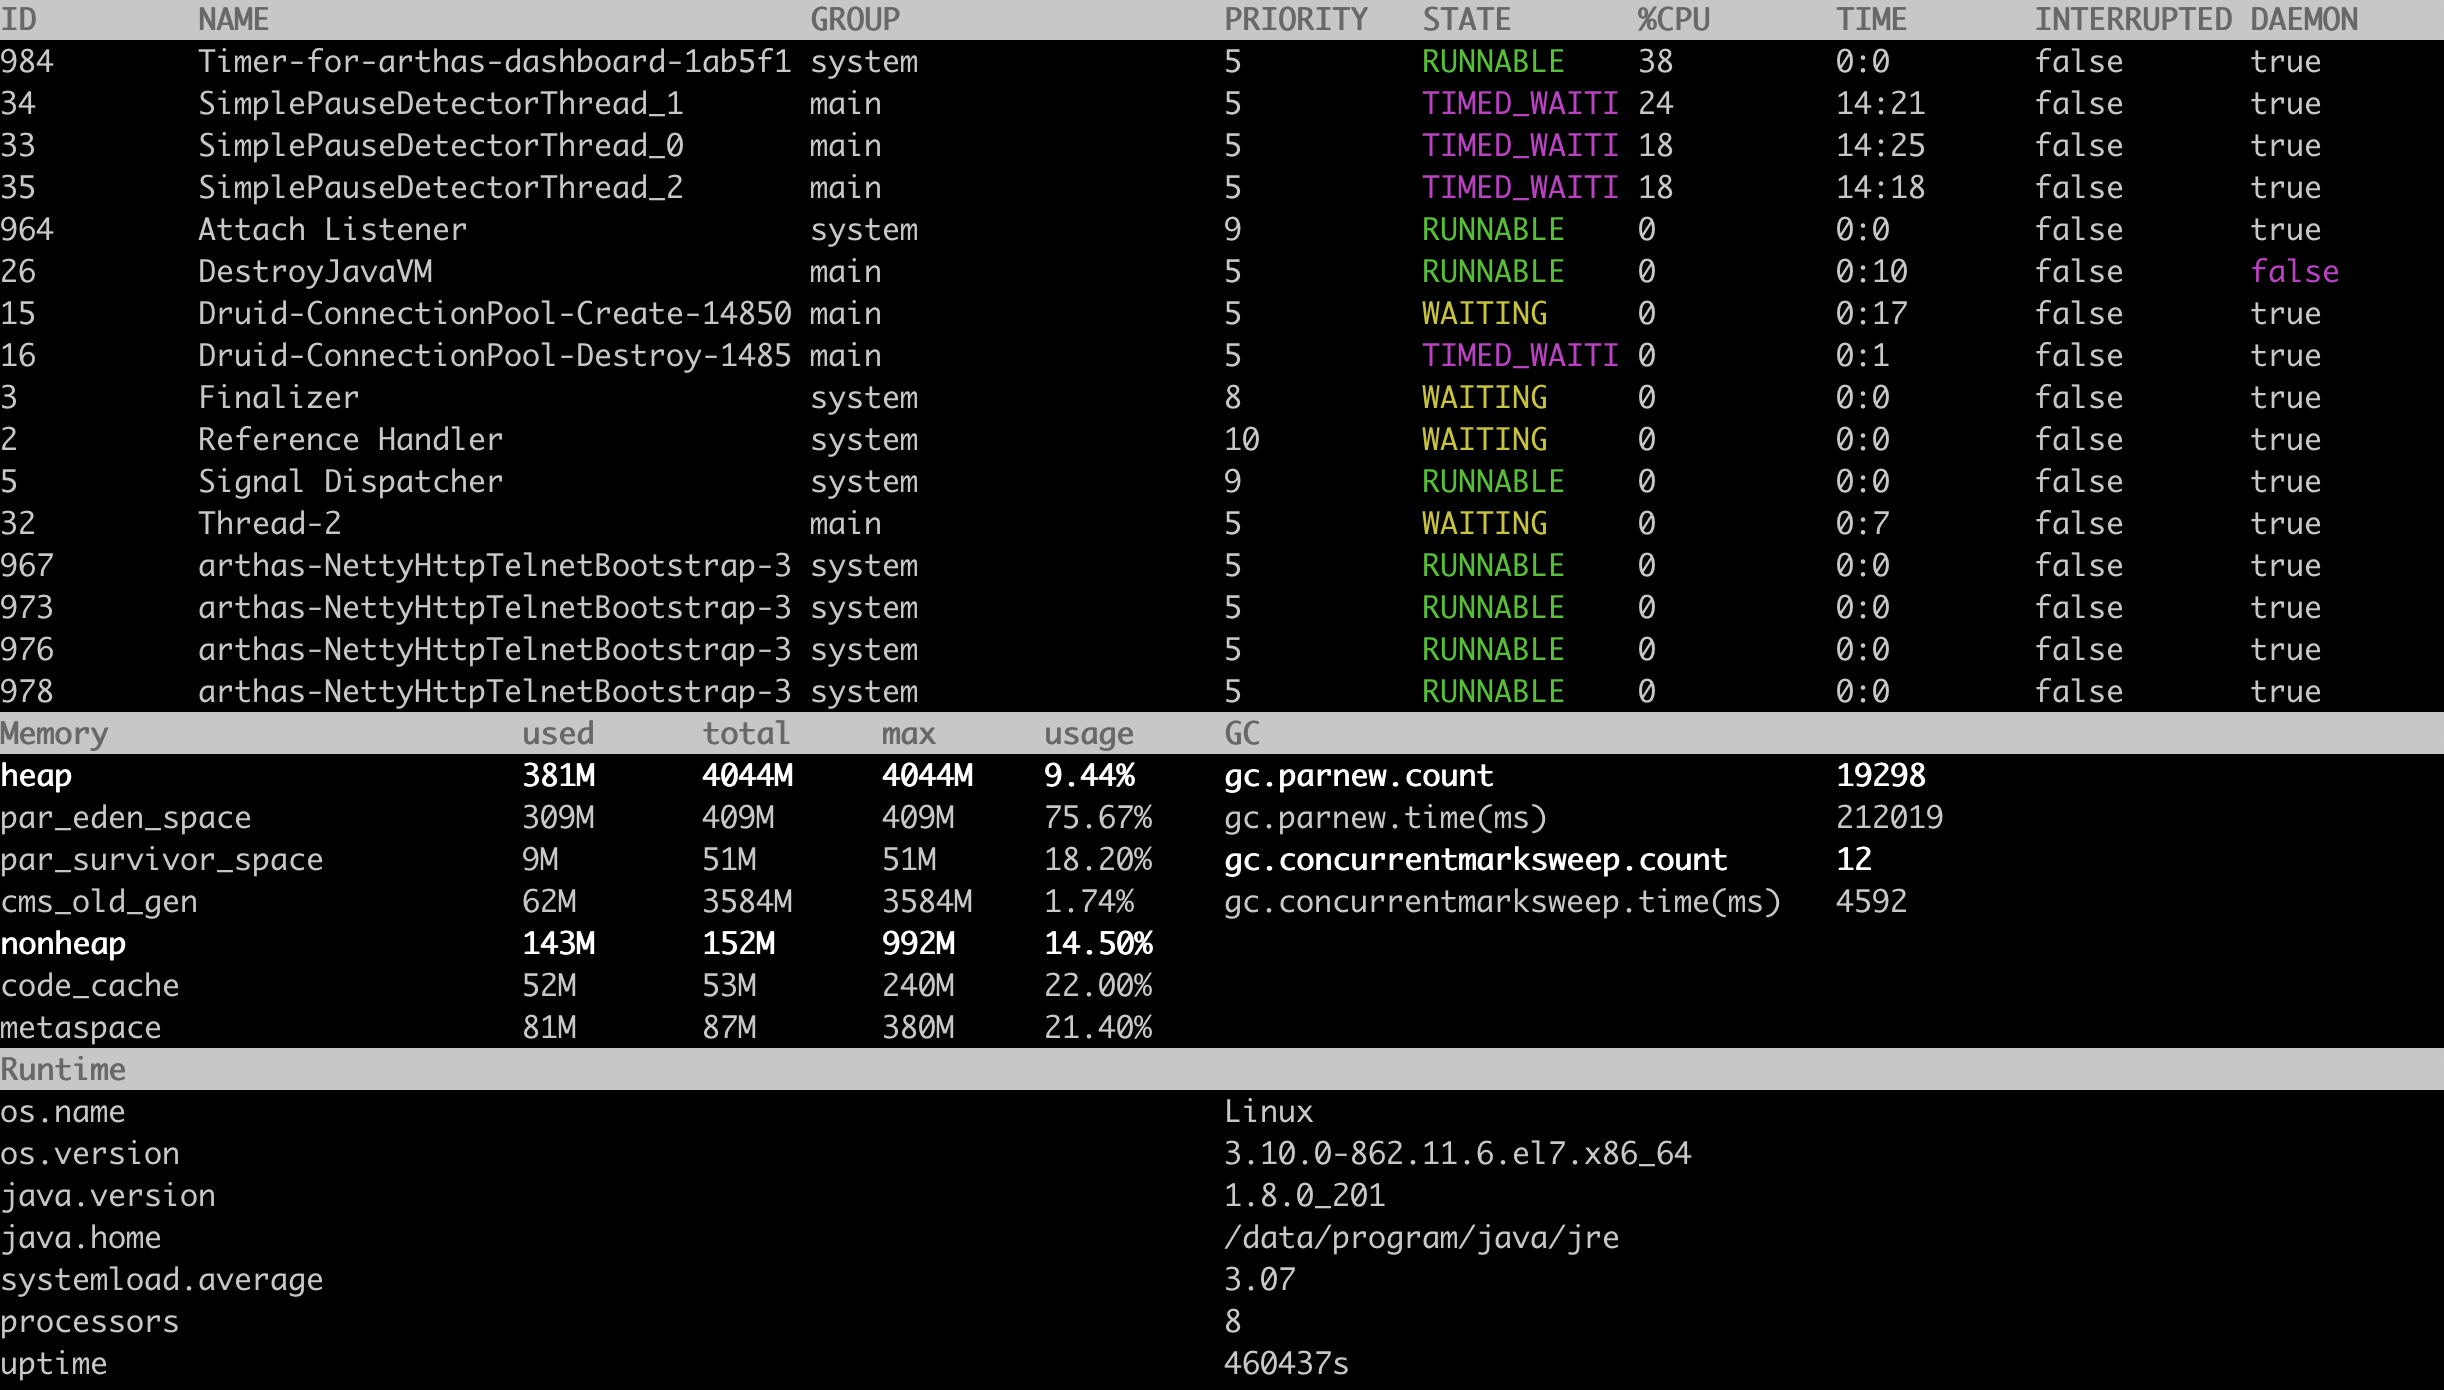 ID NAME GROUP PRIORITY STATE %CPU TIME INTERRUPTED DAEMON
984 Timer-for-arthas-dashboard-1ab5f1 system 5 RUNNABLE 38 0:0 false true
34 SimplePauseDetectorThread_1 main 5 TIMED_WAITI 24 14:21 false true
33 SimplePauseDetectorThread_0 main 5 TIMED_WAITI 18 14:25 false true
35 SimplePauseDetectorThread_2 main 5 TIMED_WAITI 18 14:18 false true
964 Attach Listener system 9 RUNNABLE 0 0:0 false true
26 DestroyJavaVM main 5 RUNNABLE 0 0:10 false false
15 Druid-ConnectionPool-Create-14850 main 5 WAITING 0 0:17 false true
16 Druid-ConnectionPool-Destroy-1485 main 5 TIMED_WAITI 0 0:1 false true
3 Finalizer system 8 WAITING 0 0:0 false true
2 Reference Handler system 10 WAITING 0 0:0 false true
5 Signal Dispatcher system 9 RUNNABLE 0 0:0 false true
32 Thread-2 main 5 WAITING 0 0:7 false true
967 arthas-NettyHttpTelnetBootstrap-3 system 5 RUNNABLE 0 0:0 false true
973 arthas-NettyHttpTelnetBootstrap-3 system 5 RUNNABLE 0 0:0 false true
976 arthas-NettyHttpTelnetBootstrap-3 system 5 RUNNABLE 0 0:0 false true
978 arthas-NettyHttpTelnetBootstrap-3 system 5 RUNNABLE 0 0:0 false true
Memory used total max usage GC
heap 381M 4044M 4044M 9.44% gc.parnew.count 19298
par_eden_space 309M 409M 409M 75.67% gc.parnew.time(ms) 212019
par_survivor_space 9M 51M 51M 18.20% gc.concurrentmarksweep.count 12
cms_old_gen 62M 3584M 3584M 1.74% gc.concurrentmarksweep.time(ms) 4592
nonheap 143M 152M 992M 14.50%
code_cache 52M 53M 240M 22.00%
metaspace 81M 87M 380M 21.40%
Runtime
os.name Linux
os.version 3.10.0-862.11.6.el7.x86_64
java.version 1.8.0_201
java.home /data/program/java/jre
systemload.average 3.07
processors 8
uptime 460437s